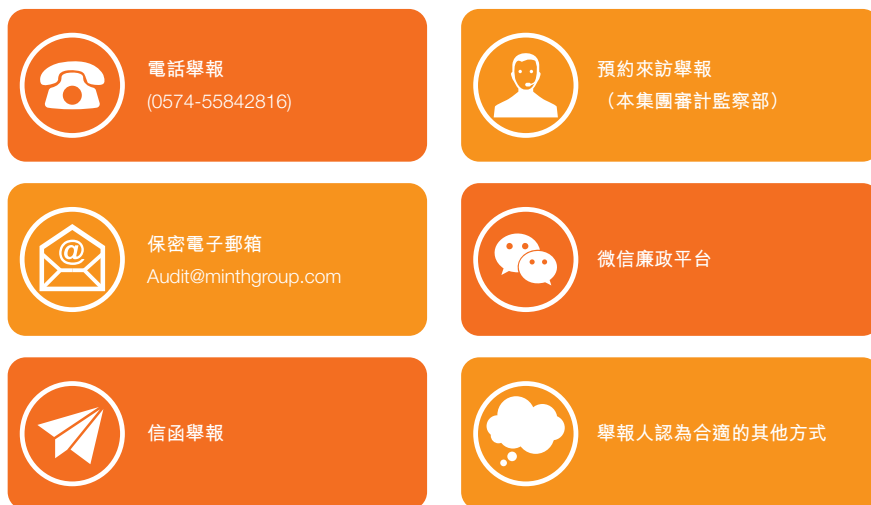 電話舉報
(0574-55842816)
預約來訪舉報
（本集團審計監察部）
保密電子郵箱
Audit@minthgroup.com
微信廉政平台
信函舉報
舉報人認為合適的其他方式